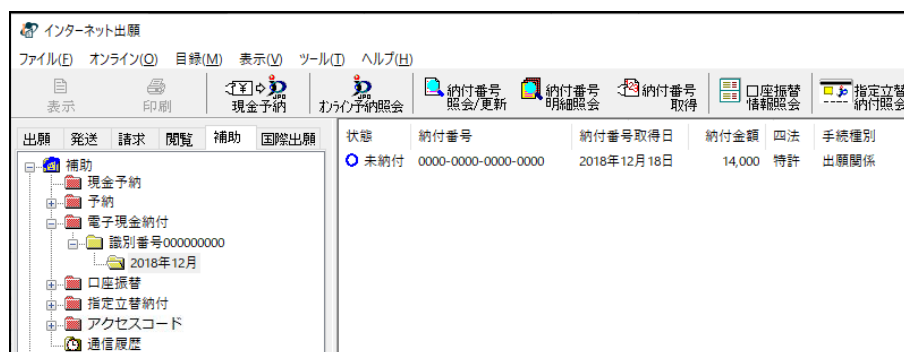 インターネット出願
ファイル(F) オンライン(O) 目録(M) 表示(V) ツール(T) ヘルプ(H)
表示 印刷 現金予納 オンライン予納照会 納付番号照会/更新 納付番号明細照会 納付番号取得 口座振替情報照会 指定立替納付照会
出願 発送 請求 閲覧 補助 国際出願
状態 納付番号 納付番号取得日 納付金額 四法 手続種別
未納付 0000-0000-0000-0000 2018年12月18日 14,000 特許 出願関係
補助
現金予納
予納
電子現金納付
識別番号000000000
2018年12月
口座振替
指定立替納付
アクセスコード
通信履歴